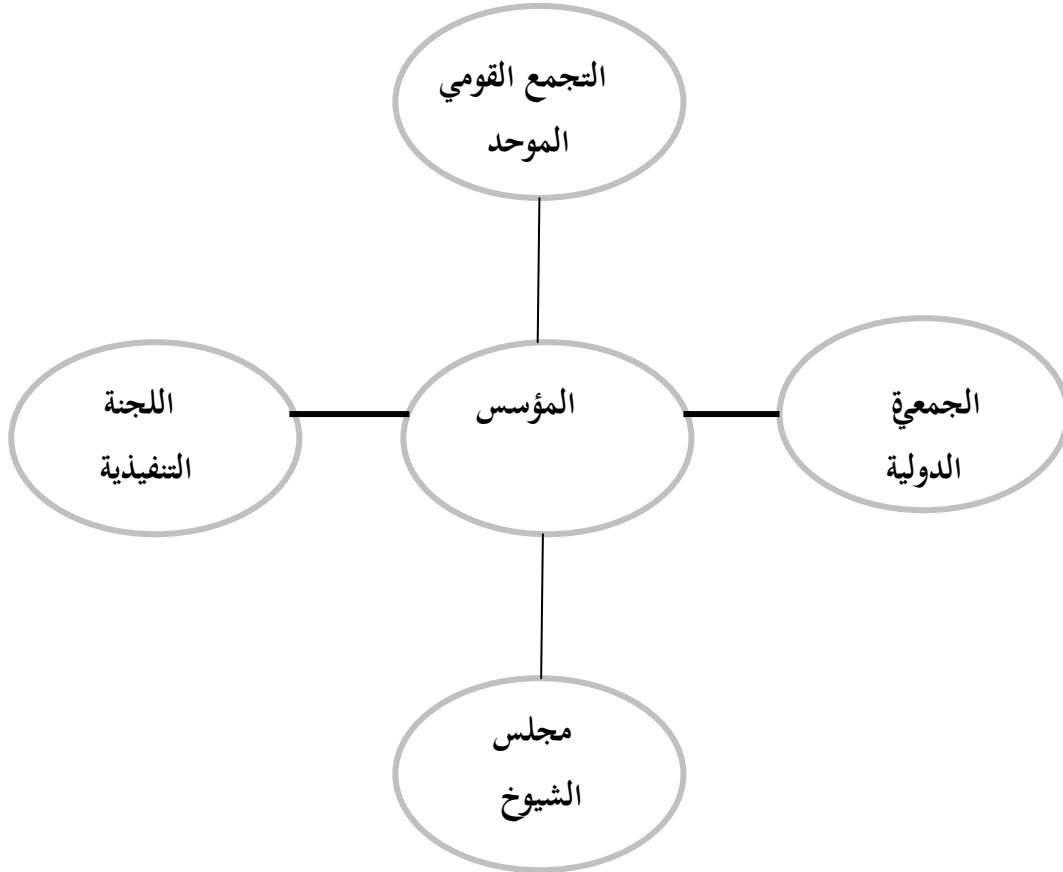 التجمع القومي
الموحد
الجمعية
الدولية
المؤسس
اللجنة
التنفيذية
مجلس
الشيوخ